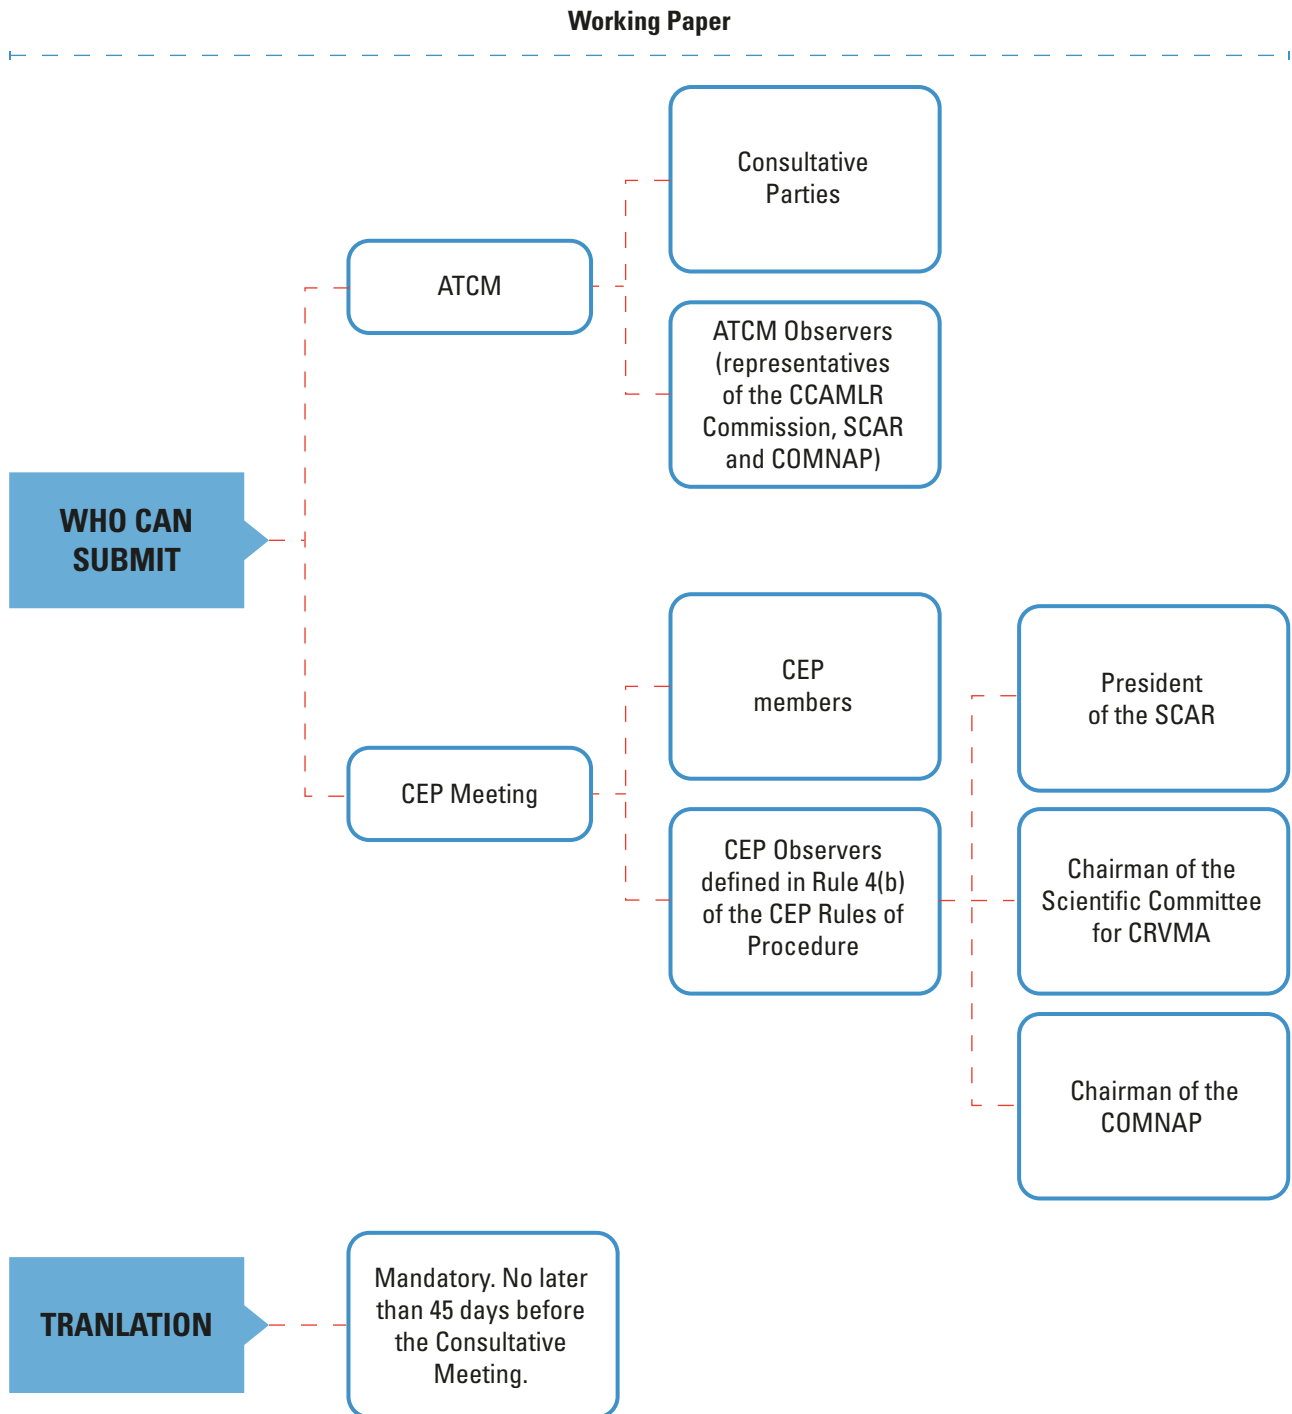 Working Paper
Consultative
Parties
ATCM
ATCM Observers
(representatives
of the CCAMLR
Commission, SCAR
and COMNAP)
WHO CAN
SUBMIT
CEP
members
President
of the SCAR
CEP Meeting
CEP Observers
defined in Rule 4(b)
of the CEP Rules of
Procedure
Chairman of the
Scientific Committee
for CRVMA
Chairman of the
COMNAP
TRANLATION
Mandatory. No later
than 45 days before
the Consultative
Meeting.